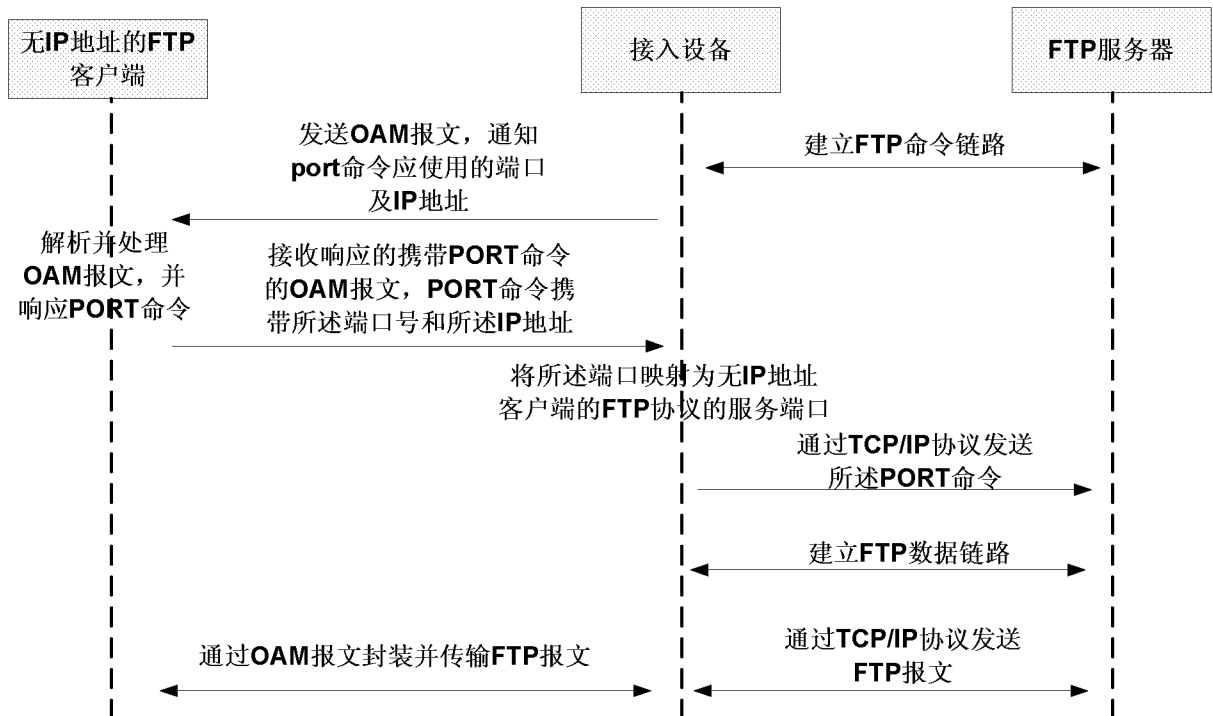 无IP地址的FTP
客户端
接入设备
FTP服务器
发送OAM报文，通知
port命令应使用的端口
及IP地址
建立FTP命令链路
解析并处理
OAM报文，并
响应PORT命令
接收响应的携带PORT命令
的OAM报文，PORT命令携
带所述端口号和所述IP地址
将所述端口映射为无IP地址
客户端的FTP协议的服务端口
通过TCP/IP协议发送
所述PORT命令
建立FTP数据链路
通过OAM报文封装并传输FTP报文
通过TCP/IP协议发送
FTP报文